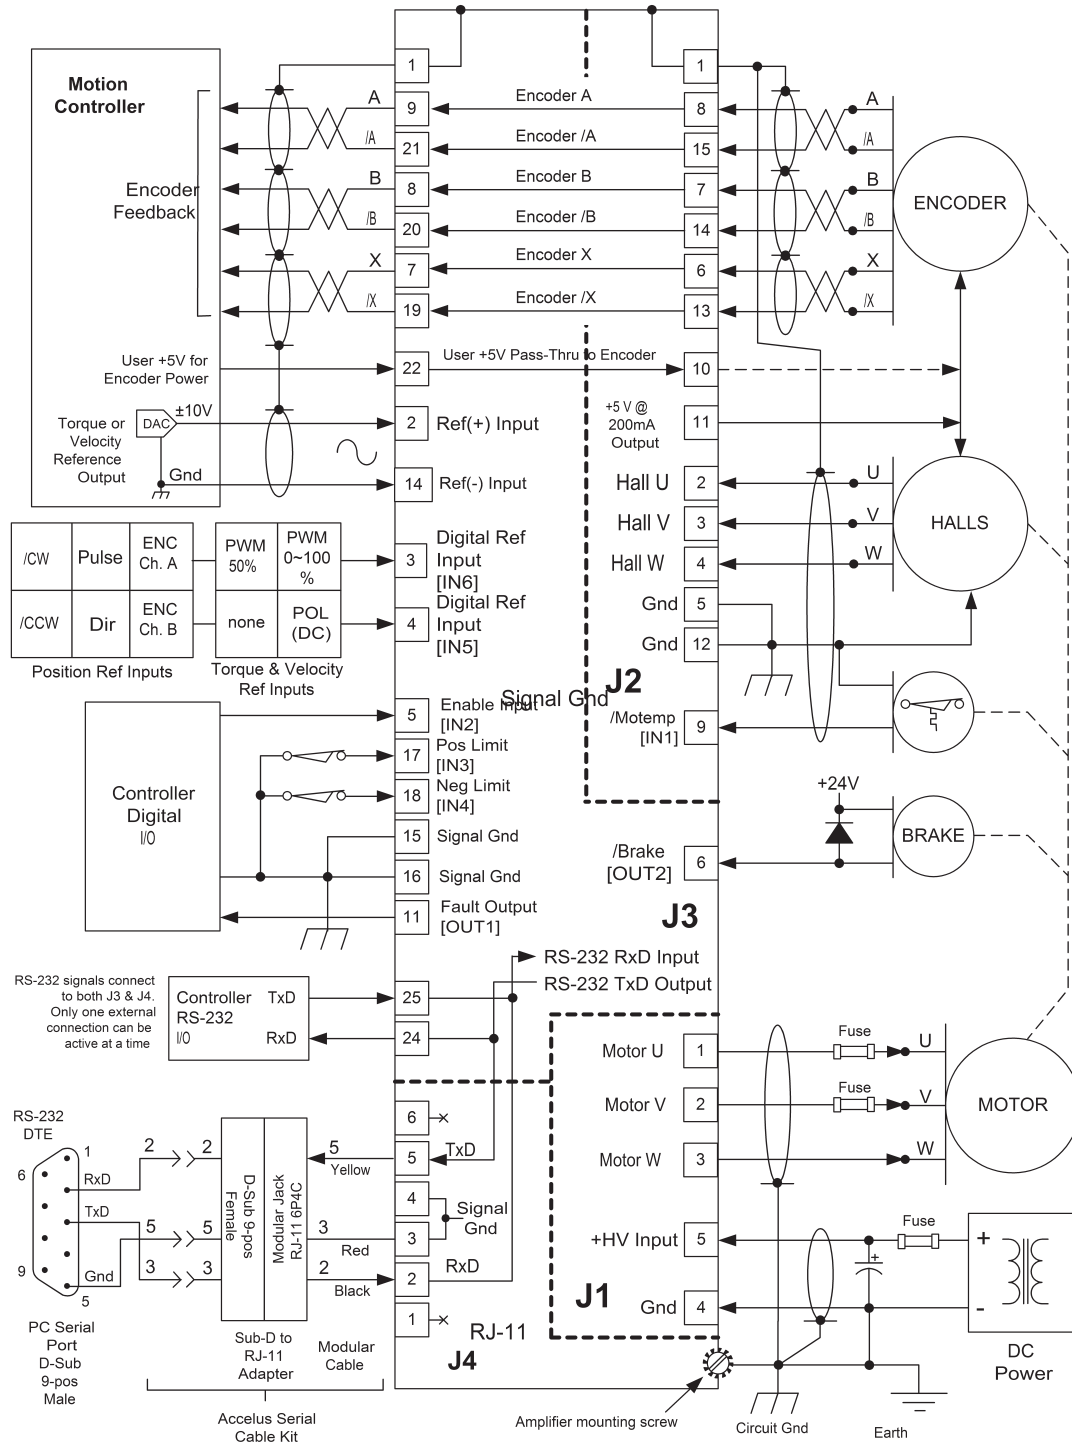 Motion
Controller
Encoder
Feedback
User +5V for
Encoder Power
Torque or
Velocity
Reference
Output
DAC
±10V
Gnd
A
/A
B
/B
X
/X
1
9
21
8
20
7
19
22
2
14
3
4
5
17
18
15
16
11
25
24
Encoder A
Encoder /A
Encoder B
Encoder /B
Encoder X
Encoder /X
User +5V Pass-Thru to Encoder
+5 V @
200mA
Output
Ref(+) Input
Ref(-) Input
Digital Ref
Input
[IN6]
Digital Ref
Input
[IN5]
1
8
15
7
14
6
13
10
11
2
3
4
5
12
9
6
A
/A
B
/B
X
/X
ENCODER
Hall U
Hall V
Hall W
Gnd
Gnd
U
V
W
HALLS
J2
Signal Gnd
/Motemp
[IN1]
/CW
Pulse
ENC
Ch. A
PWM
50%
PWM
0~100
%
/CCW
Dir
ENC
Ch. B
none
POL
(DC)
Position Ref Inputs
Torque & Velocity
Ref Inputs
Enable Input
[IN2]
Pos Limit
[IN3]
Neg Limit
[IN4]
Signal Gnd
Signal Gnd
Fault Output
[OUT1]
Controller
Digital
I/O
+24V
BRAKE
/Brake
[OUT2]
J3
RS-232 RxD Input
RS-232 TxD Output
RS-232 signals connect
to both J3 & J4.
Only one external
connection can be
active at a time
Controller
RS-232
I/O
TxD
RxD
Motor U
Motor V
Motor W
1
2
3
Fuse
Fuse
U
V
W
MOTOR
+HV Input
Gnd
5
4
Fuse
+
+
-
DC
Power
J1
RS-232
DTE
1
6
RxD
TxD
9
Gnd
5
2
2
5
5
3
3
D-Sub 9-pos
Female
Modular Jack
RJ-11 6P4C
5
Yellow
3
Red
2
Black
6
5
4
3
2
1
TxD
Signal
Gnd
RxD
RJ-11
J4
PC Serial
Port
D-Sub
9-pos
Male
Sub-D to
RJ-11
Adapter
Modular
Cable
Accelus Serial
Cable Kit
Amplifier mounting screw
Circuit Gnd
Earth